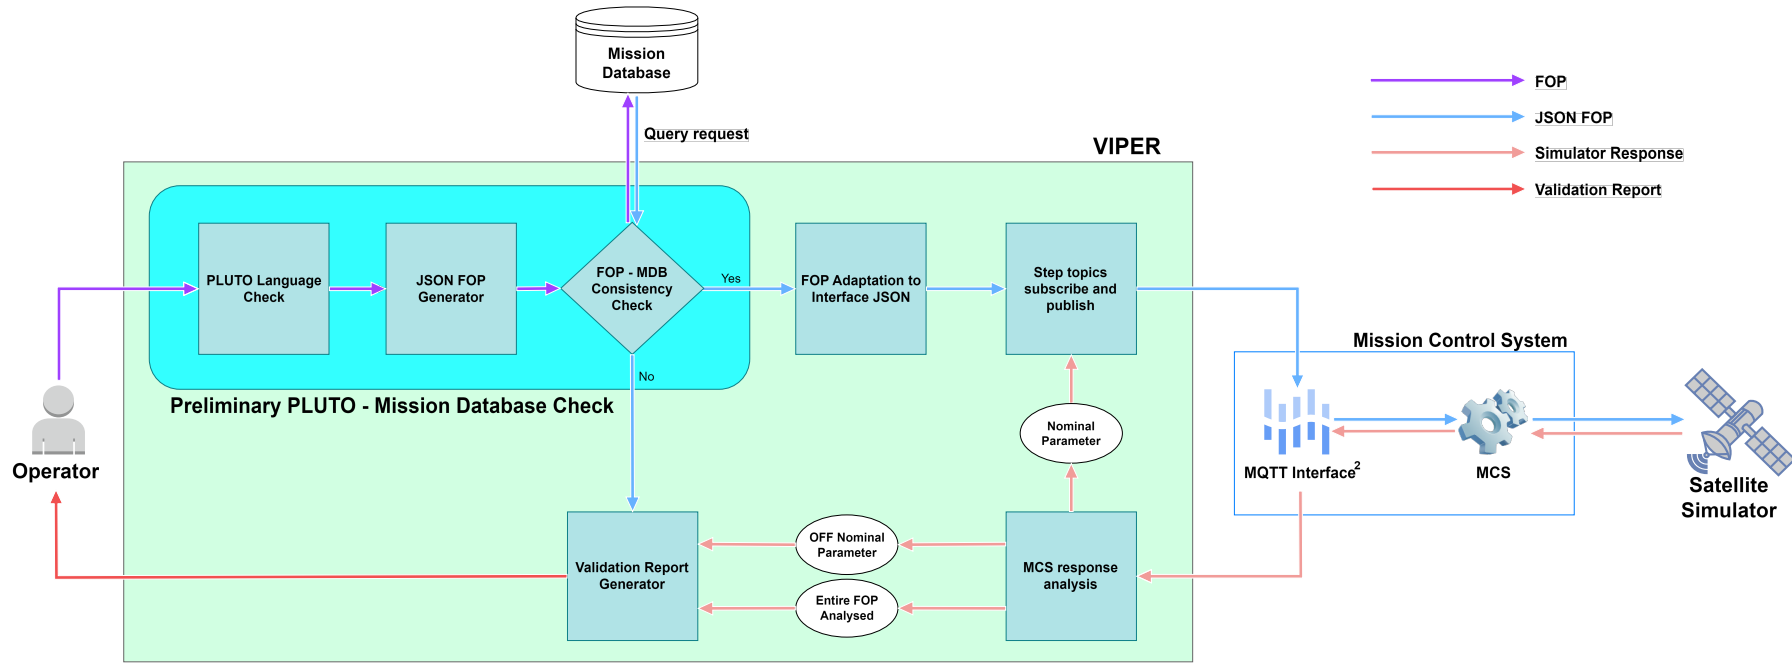 Mission
Database
Query request
VIPER
FOP
JSON FOP
Simulator Response
Validation Report
PLUTO Language
Check
JSON FOP
Generator
FOP - MDB
Consistency
Check
Yes
No
FOP Adaptation to
Interface JSON
Step topics
subscribe and
publish
Preliminary PLUTO - Mission Database Check
Operator
Nominal
Parameter
Mission Control System
MQTT Interface2
MCS
Satellite
Simulator
Validation Report
Generator
OFF Nominal
Parameter
Entire FOP
Analysed
MCS response
analysis